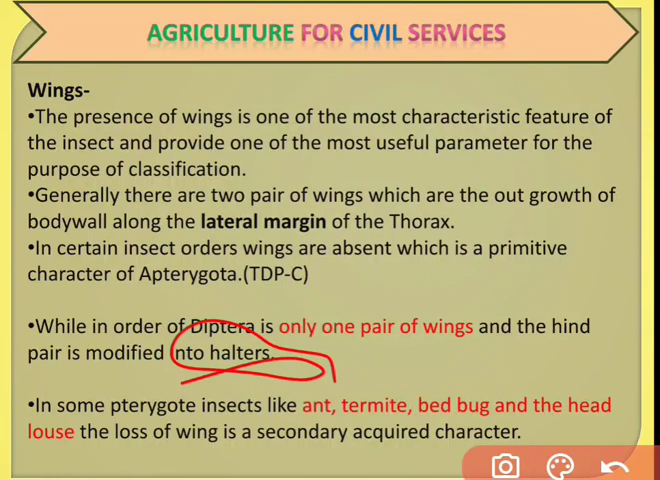 AGRICULTURE FOR CIVIL SERVICES
Wings-
•The presence of wings is one of the most characteristic feature of
the insect and provide one of the most useful parameter for the
purpose of classification.
•Generally there are two pair of wings which are the out growth of
bodywall along the lateral margin of the Thorax.
•In certain insect orders wings are absent which is a primitive
character of Apterygota.(TDP-C)
•While in order of Diptera is only one pair of wings and the hind
pair is modified into halters.
•In some pterygote insects like ant, termite, bed bug and the head
louse the loss of wing is a secondary acquired character.